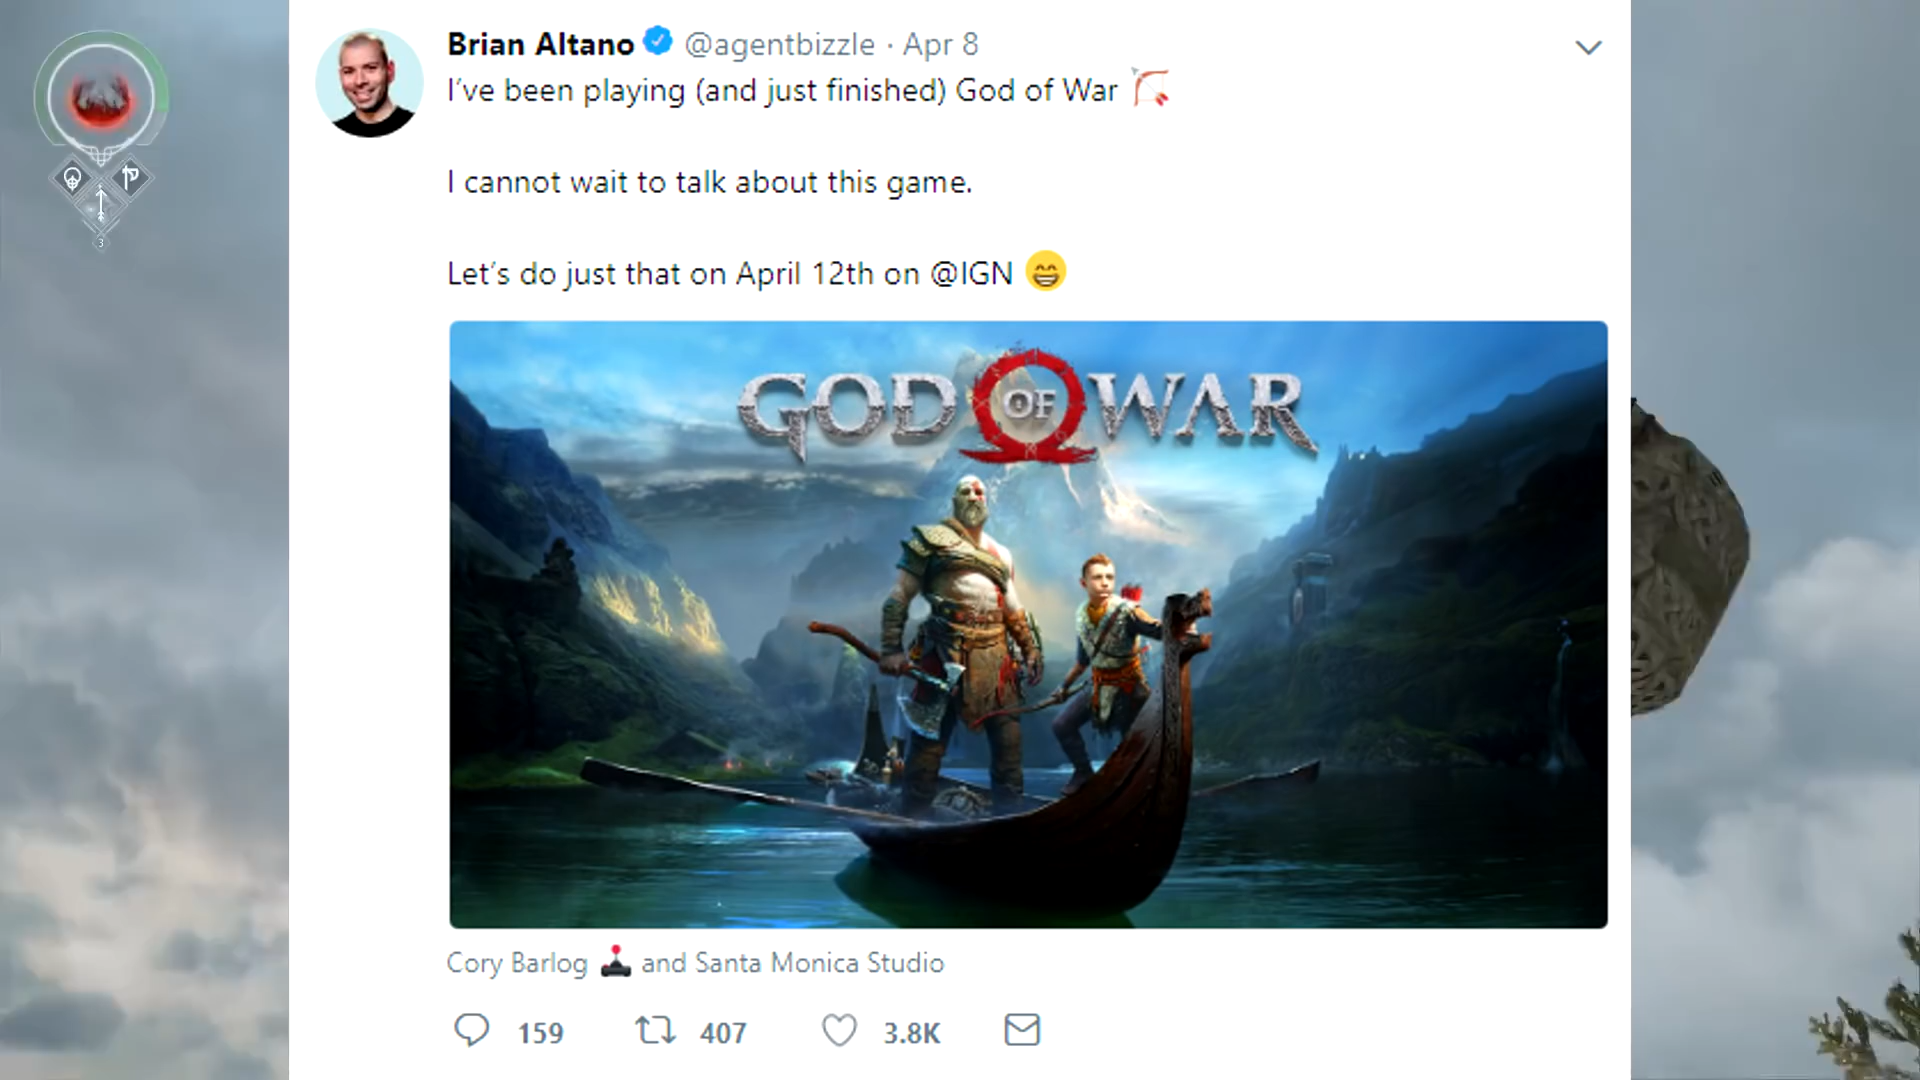 Brian Altano @agentbizzle · Apr 8
I've been playing (and just finished) God of War
I cannot wait to talk about this game.
Let's do just that on April 12th on @IGN
GOD OF WAR
Cory Barlog and Santa Monica Studio
159 407 3.8K
3